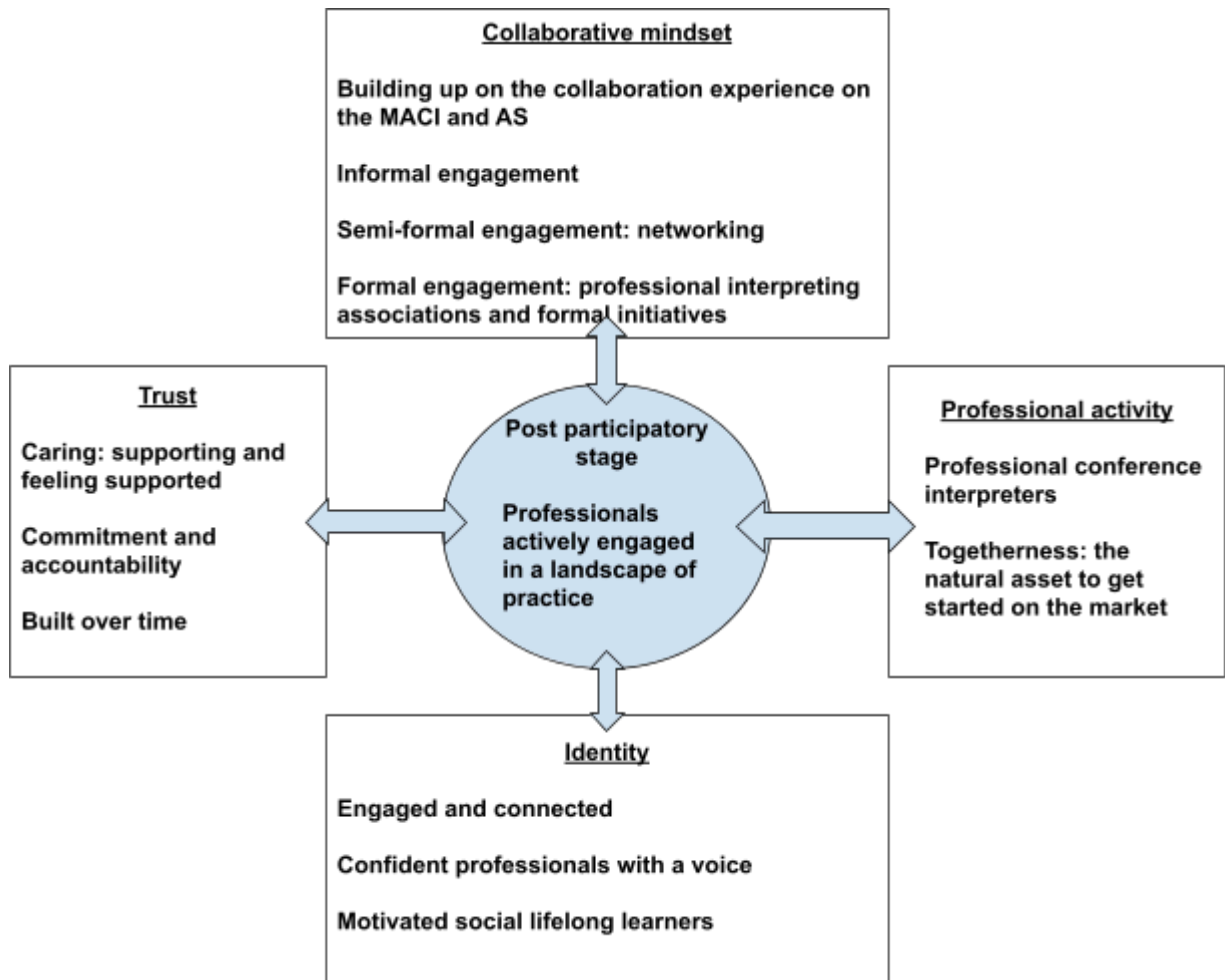 Collaborative mindset
Building up on the collaboration experience on
the MACI and AS
Informal engagement
Semi-formal engagement: networking
Formal engagement: professional interpreting
associations and formal initiatives
Trust
Caring: supporting and
feeling supported
Commitment and
accountability
Built over time
Post participatory
stage
Professionals
actively engaged
in a landscape of
practice
Professional activity
Professional conference
interpreters
Togetherness: the
natural asset to get
started on the market
Identity
Engaged and connected
Confident professionals with a voice
Motivated social lifelong learners